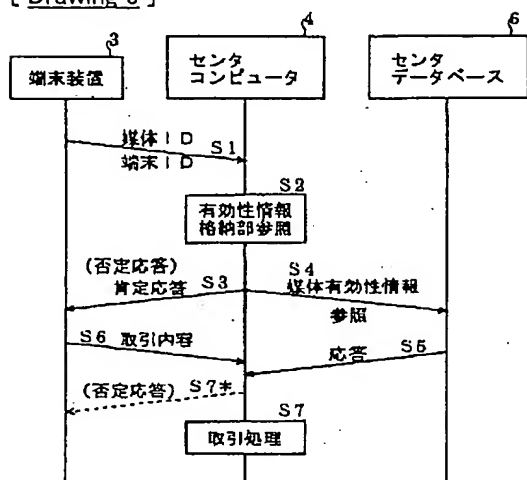 3
4
6
端末装置
センタ
コンピュータ
センタ
データベース
媒体ID
S1
端末ID
S2
有効性情報
格納部参照
(否定応答)
肯定応答 S3
S4
媒体有効性情報
参照
S6 取引内容
応答 S5
(否定応答) S7*
S7
取引処理